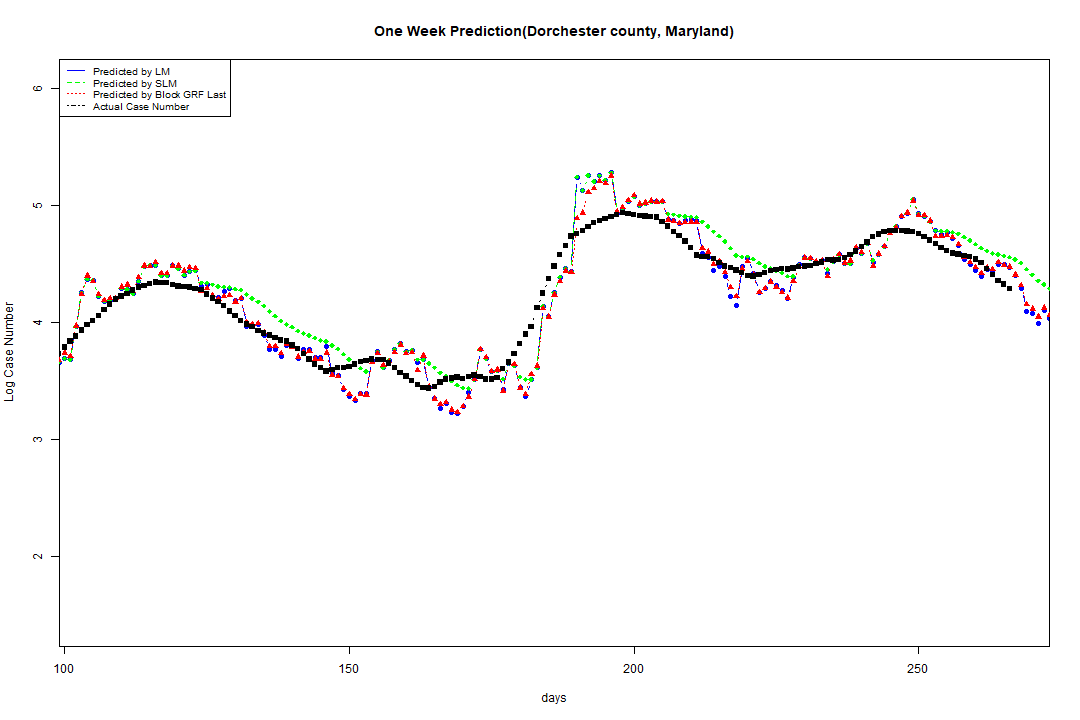 One Week Prediction(Dorchester county, Maryland)
Predicted by LM
Predicted by SLM
Predicted by Block GRF Last
Actual Case Number
6
5
4
3
2
Log Case Number
100
150
200
250
days